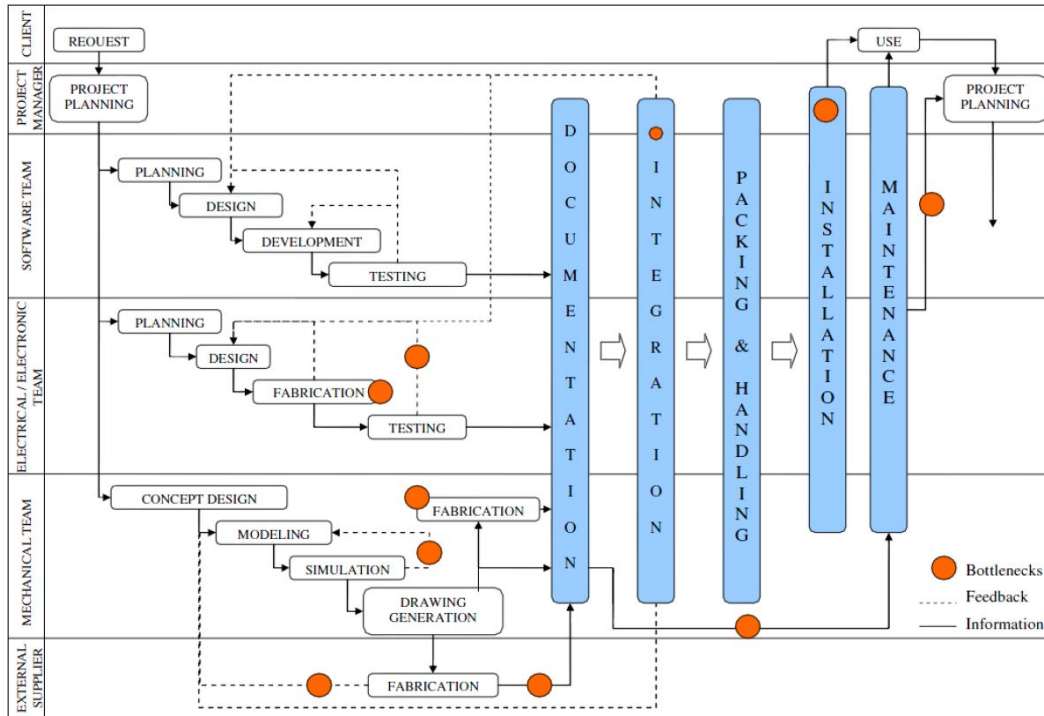 CLIENT
REQUEST
USE
PROJECT
MANAGER
PROJECT
PLANNING
PROJECT
PLANNING
SOFTWARE TEAM
PLANNING
DESIGN
DEVELOPMENT
TESTING
ELECTRICAL / ELECTRONIC
TEAM
PLANNING
DESIGN
FABRICATION
TESTING
MECHANICAL TEAM
CONCEPT DESIGN
MODELING
SIMULATION
DRAWING
GENERATION
FABRICATION
EXTERNAL
SUPPLIER
FABRICATION
DOCUMENTATION
INTEGRATION
PACKING & HANDLING
INSTALLATION
MAINTENANCE
Bottlenecks
Feedback
Information